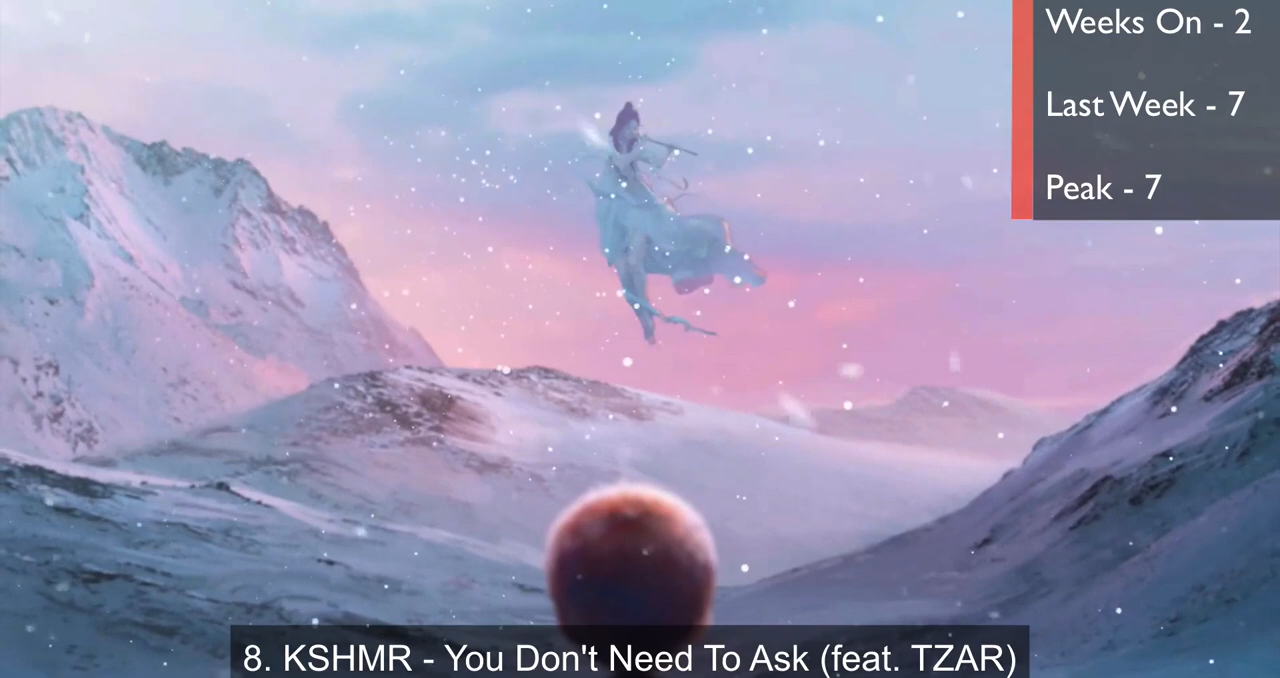 Weeks On - 2
Last Week - 7
Peak - 7
8. KSHMR - You Don't Need To Ask (feat. TZAR)